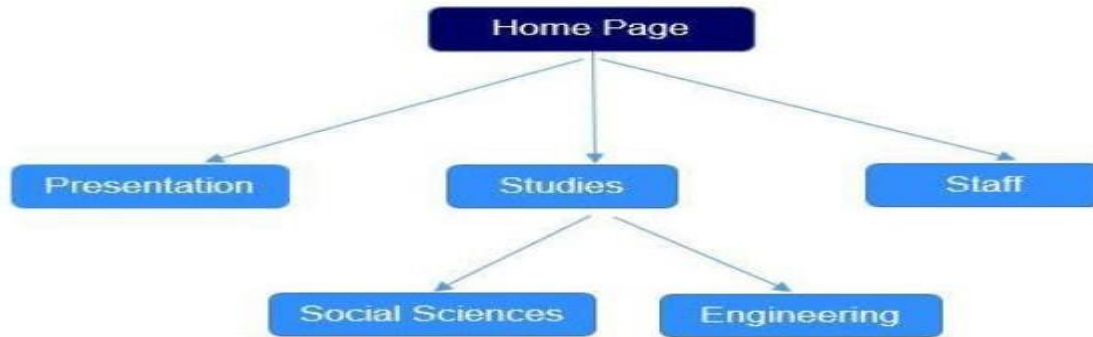 Home Page
Presentation
Studies
Staff
Social Sciences
Engineering